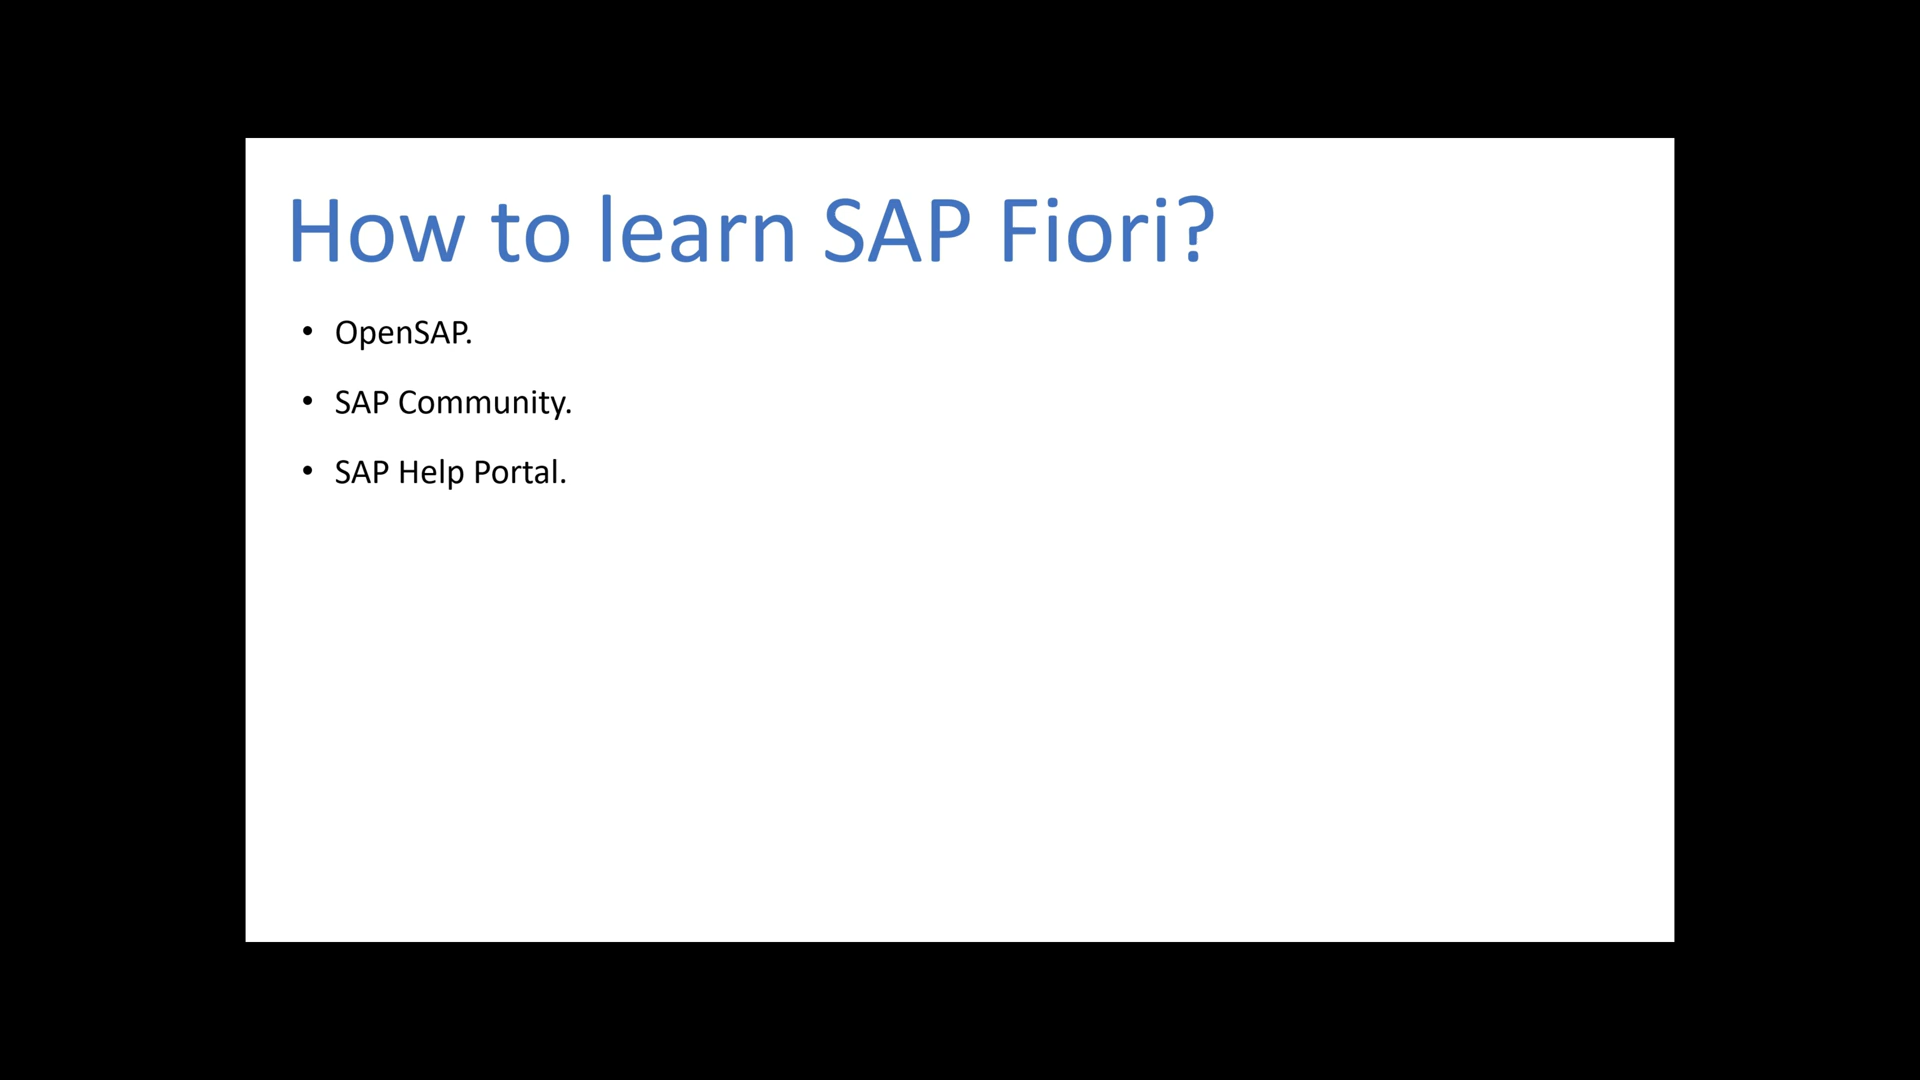 How to learn SAP Fiori?
• OpenSAP.
• SAP Community.
• SAP Help Portal.